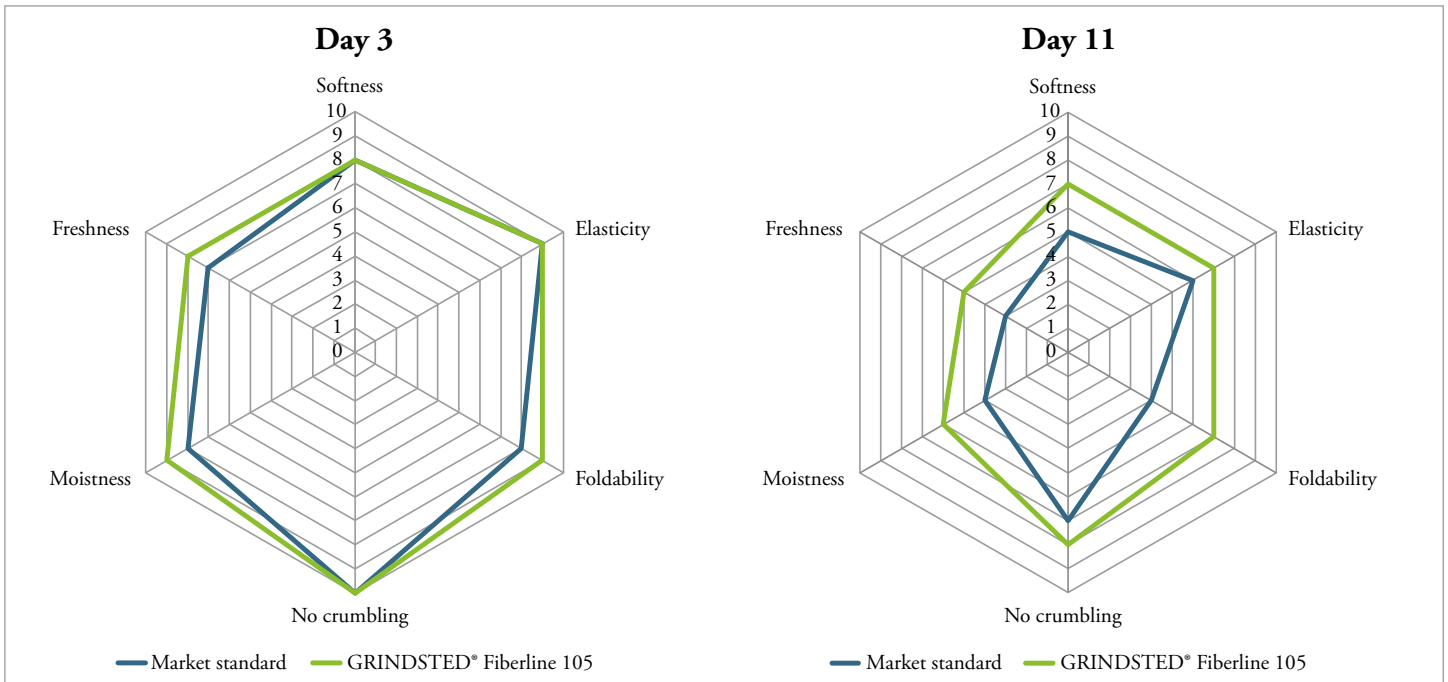 Day 3
Softness
10
9
8
7
6
5
4
3
2
1
0
Freshness
Elasticity
Moistness
Foldability
No crumbling
Market standard
GRINDSTED® Fiberline 105
Day 11
Softness
10
9
8
7
6
5
4
3
2
1
0
Freshness
Elasticity
Moistness
Foldability
No crumbling
Market standard
GRINDSTED® Fiberline 105